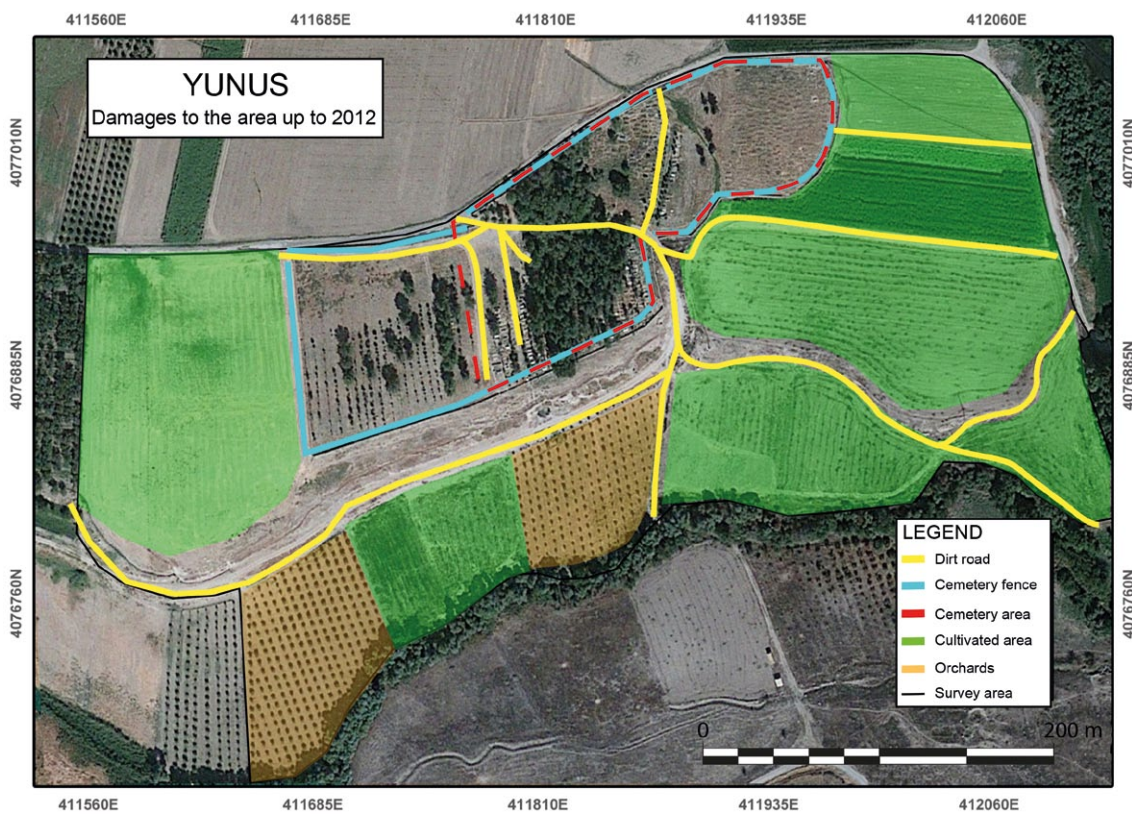 411560E 411685E 411810E 411935E 412060E
YUNUS
Damages to the area up to 2012
4077010N 4077010N
4076885N 4076885N
4076760N 4076760N
LEGEND
Dirt road
Cemetery fence
Cemetery area
Cultivated area
Orchards
Survey area
0 200 m
411560E 411685E 411810E 411935E 412060E